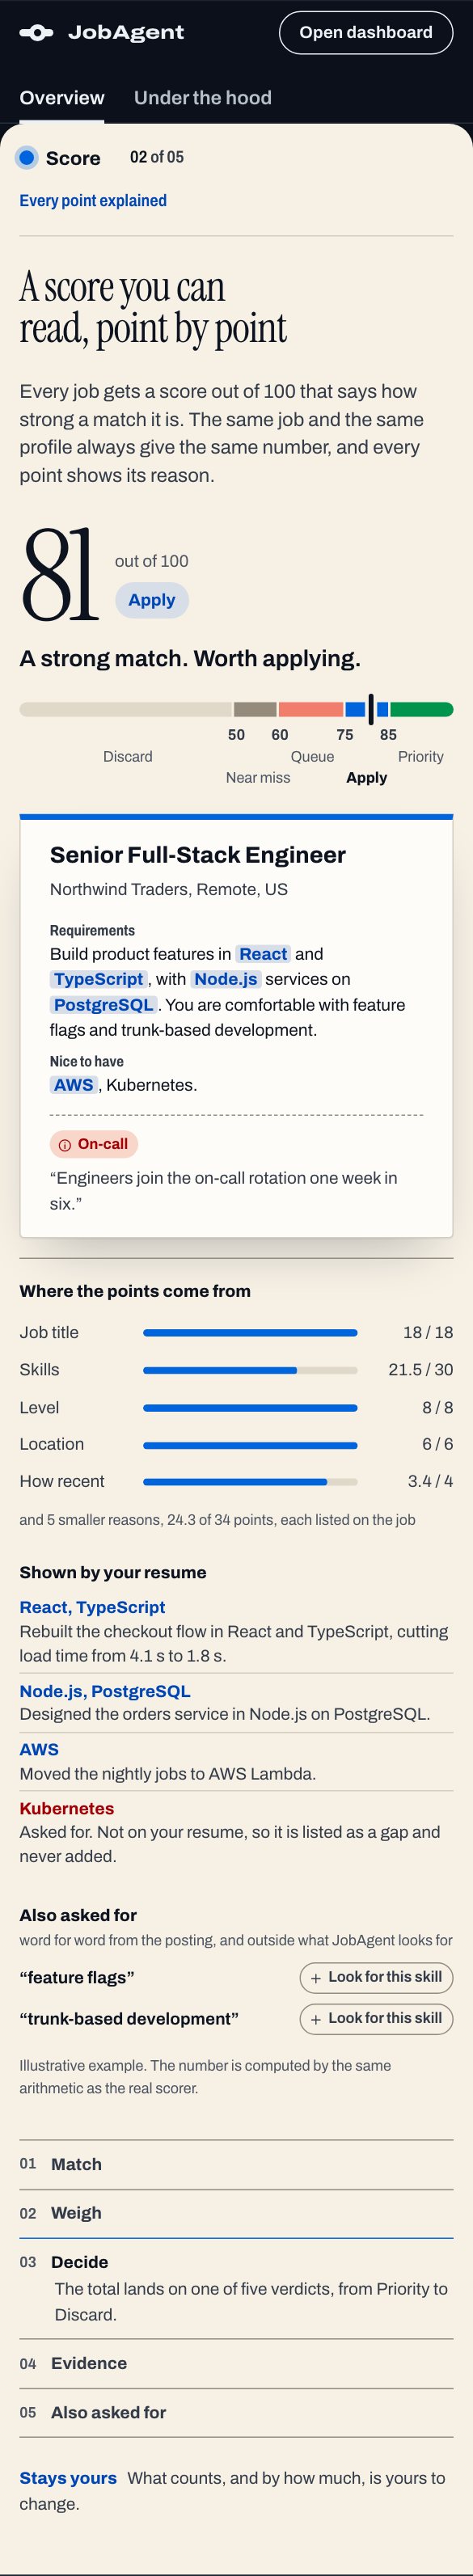 JobAgent
Open dashboard
Overview
Under the hood
Score
02 of 05
Every point explained
A score you can
read, point by point
Every job gets a score out of 100 that says how
strong a match it is. The same job and the same
profile always give the same number, and every
point shows its reason.
81
out of 100
Apply
A strong match. Worth applying.
50 60 75 85
Discard Queue Priority
Near miss Apply
Senior Full-Stack Engineer
Northwind Traders, Remote, US
Requirements
Build product features in React and
TypeScript, with Node.js services on
PostgreSQL. You are comfortable with feature
flags and trunk-based development.
Nice to have
AWS, Kubernetes.
On-call
“Engineers join the on-call rotation one week in
six.”
Where the points come from
Job title 18 / 18
Skills 21.5 / 30
Level 8 / 8
Location 6 / 6
How recent 3.4 / 4
and 5 smaller reasons, 24.3 of 34 points, each listed on the job
Shown by your resume
React, TypeScript
Rebuilt the checkout flow in React and TypeScript, cutting
load time from 4.1 s to 1.8 s.
Node.js, PostgreSQL
Designed the orders service in Node.js on PostgreSQL.
AWS
Moved the nightly jobs to AWS Lambda.
Kubernetes
Asked for. Not on your resume, so it is listed as a gap and
never added.
Also asked for
word for word from the posting, and outside what JobAgent looks for
“feature flags”
+ Look for this skill
“trunk-based development”
+ Look for this skill
Illustrative example. The number is computed by the same
arithmetic as the real scorer.
01 Match
02 Weigh
03 Decide
The total lands on one of five verdicts, from Priority to
Discard.
04 Evidence
05 Also asked for
Stays yours What counts, and by how much, is yours to
change.